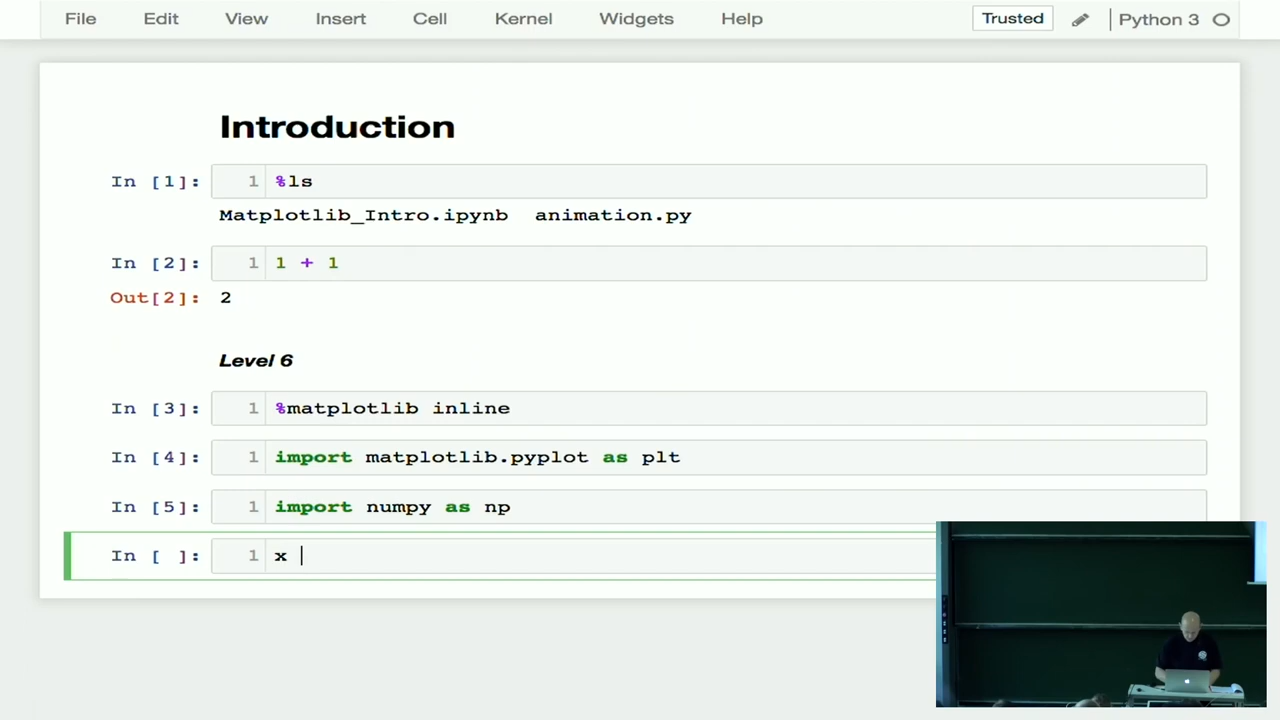 File Edit View Insert Cell Kernel Widgets Help Trusted Python 3
Introduction
In [1]: 1 %ls
Matplotlib_Intro.ipynb animation.py
In [2]: 1 1 + 1
Out[2]: 2
Level 6
In [3]: 1 %matplotlib inline
In [4]: 1 import matplotlib.pyplot as plt
In [5]: 1 import numpy as np
In [ ]: 1 x